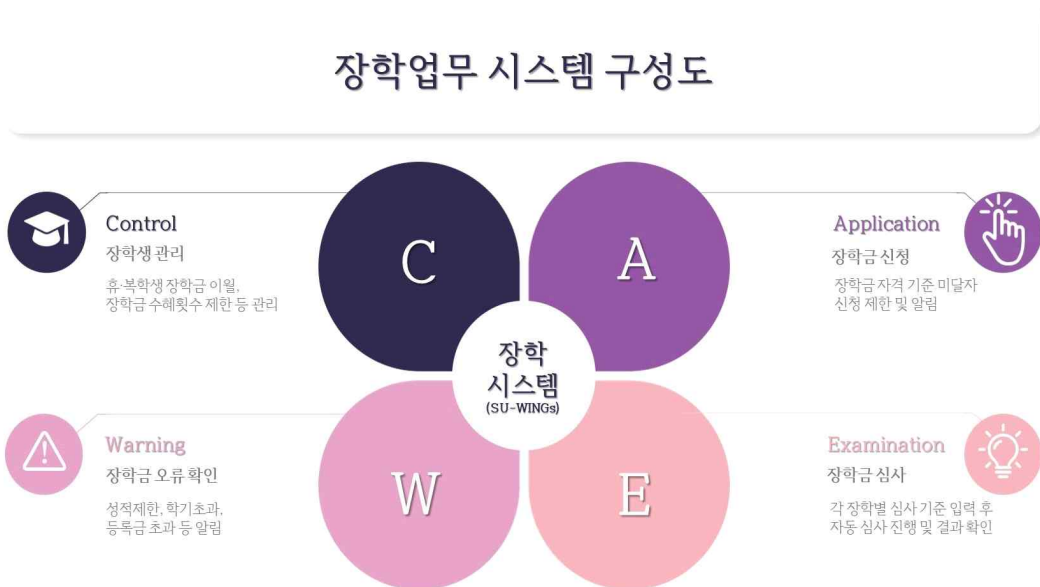 장학업무 시스템 구성도
Control
장학생 관리
휴·복학생 장학금 이월,
장학금 수혜횟수 제한 등 관리
C
A
Application
장학금 신청
장학금 자격 기준 미달자
신청 제한 및 알림
장학
시스템
(SU-WINGs)
Warning
장학금 오류 확인
성적제한, 학기초과,
등록금 초과 등 알림
W
E
Examination
장학금 심사
각 장학별 심사 기준 입력 후
자동 심사 진행 및 결과 확인